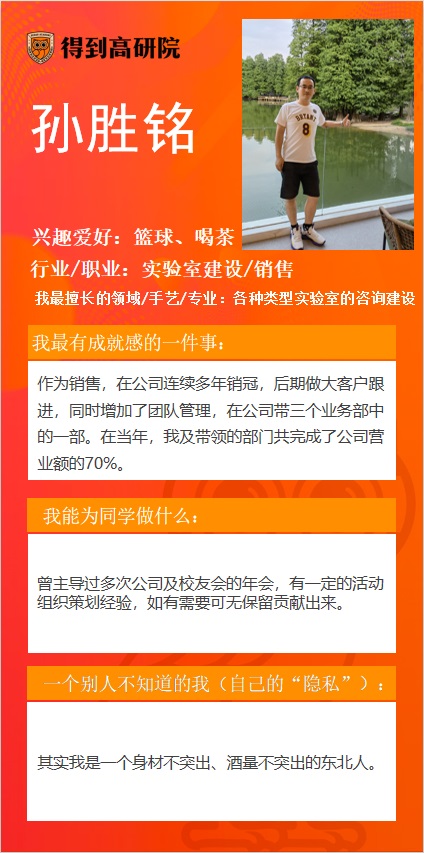 得到高研院
孙胜铭
8
兴趣爱好：篮球、喝茶
行业/职业：实验室建设/销售
我最擅长的领域/手艺/专业：各种类型实验室的咨询建设
我最有成就感的一件事：
作为销售，在公司连续多年销冠，后期做大客户跟
进，同时增加了团队管理，在公司带三个业务部中
的一部。在当年，我及带领的部门共完成了公司营
业额的70%。
我能为同学做什么：
曾主导过多次公司及校友会的年会，有一定的活动
组织策划经验，如有需要可无保留贡献出来。
一个别人不知道的我（自己的“隐私”）：
其实我是一个身材不突出、酒量不突出的东北人。